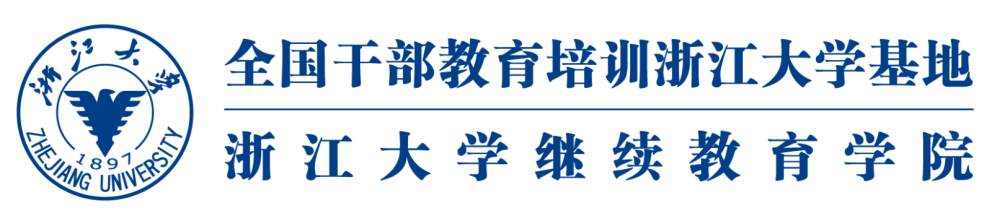 浙江大學
1897
ZHEJIANG UNIVERSITY
全国干部教育培训浙江大学基地
浙江大学继续教育学院